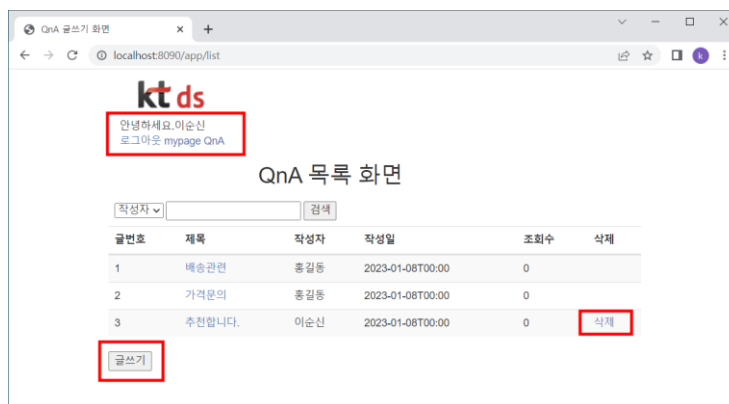 QnA 글쓰기 화면
localhost:8090/app/list
k
kt ds
안녕하세요.이순신
로그아웃 mypage QnA
QnA 목록 화면
작성자 검색
글번호 제목 작성자 작성일 조회수 삭제
1 배송관련 홍길동 2023-01-08T00:00 0
2 가격문의 홍길동 2023-01-08T00:00 0
3 추천합니다. 이순신 2023-01-08T00:00 0 삭제
글쓰기